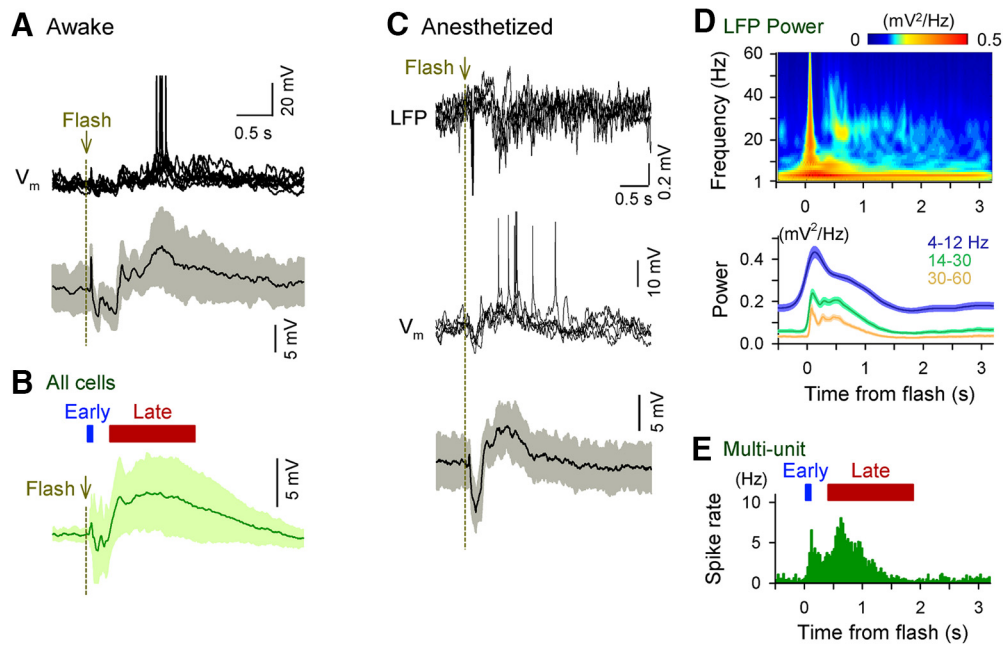 A Awake
20 mV
0.5 s
Flash
Vm
5 mV
B All cells
Early Late
5 mV
Flash
C Anesthetized
Flash
LFP
0.2 mV
0.5 s
10 mV
Vm
5 mV
D LFP Power
(mV²/Hz)
0 0.5
Frequency (Hz)
60
40
20
1
0 1 2 3
(mV²/Hz)
Power
0.4
0.2
0.0
4-12 Hz
14-30
30-60
0 1 2 3
Time from flash (s)
E Multi-unit
Early Late
(Hz)
Spike rate
10
5
0
0 1 2 3
Time from flash (s)